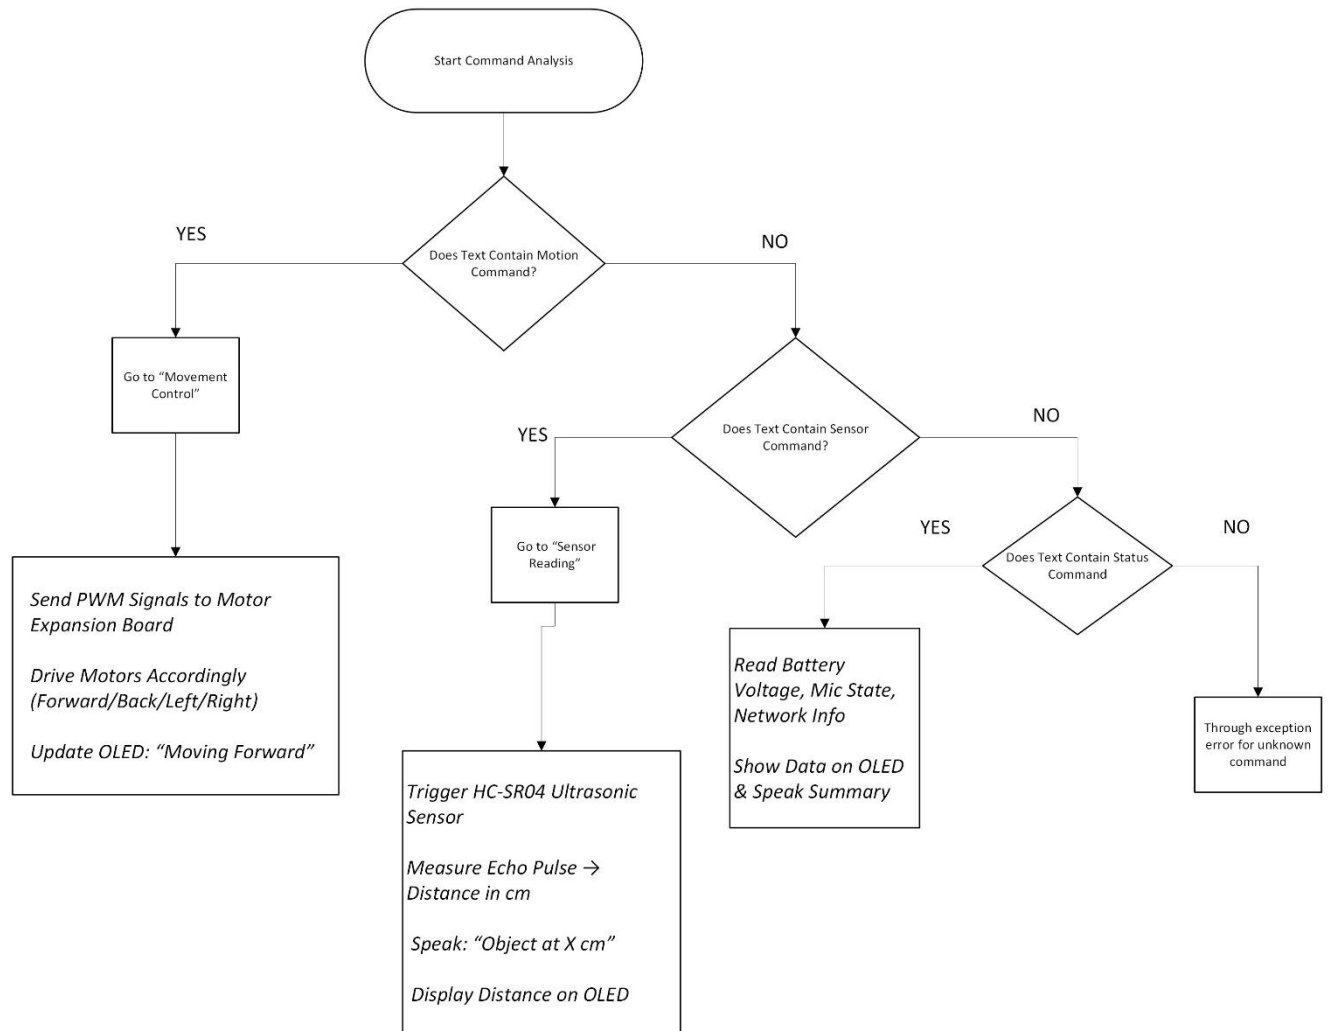 Start Command Analysis
YES
Does Text Contain Motion
Command?
NO
Go to “Movement
Control”
YES
Does Text Contain Sensor
Command?
NO
Go to “Sensor
Reading”
YES
Does Text Contain Status
Command
NO
Send PWM Signals to Motor
Expansion Board
Drive Motors Accordingly
(Forward/Back/Left/Right)
Update OLED: “Moving Forward”
Trigger HC-SR04 Ultrasonic
Sensor
Measure Echo Pulse →
Distance in cm
Speak: “Object at X cm”
Display Distance on OLED
Read Battery
Voltage, Mic State,
Network Info
Show Data on OLED
& Speak Summary
Through exception
error for unknown
command